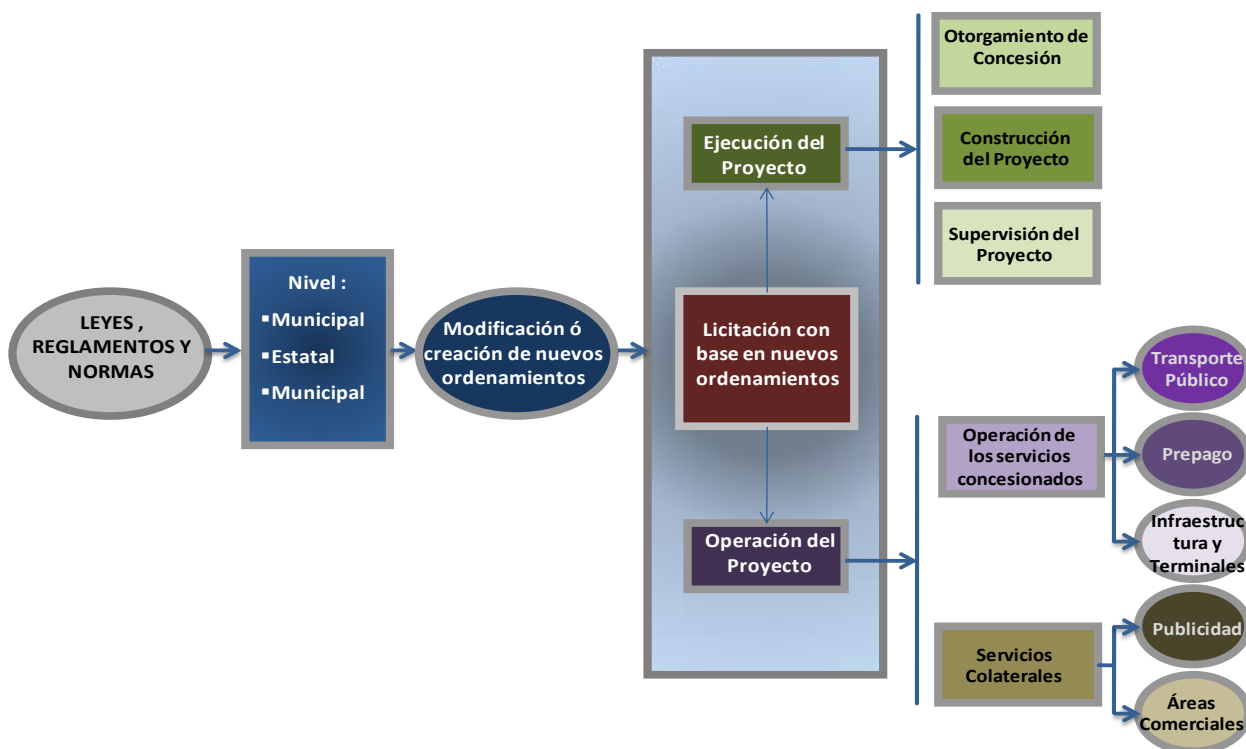 LEYES ,
REGLAMENTOS Y
NORMAS
Nivel :
▪Municipal
▪Estatal
▪Municipal
Modificación ó
creación de nuevos
ordenamientos
Ejecución del
Proyecto
Licitación con
base en nuevos
ordenamientos
Operación del
Proyecto
Otorgamiento de
Concesión
Construcción
del Proyecto
Supervisión del
Proyecto
Operación de
los servicios
concesionados
Transporte
Público
Prepago
Infraestruc
tura y
Terminales
Servicios
Colaterales
Publicidad
Áreas
Comerciales